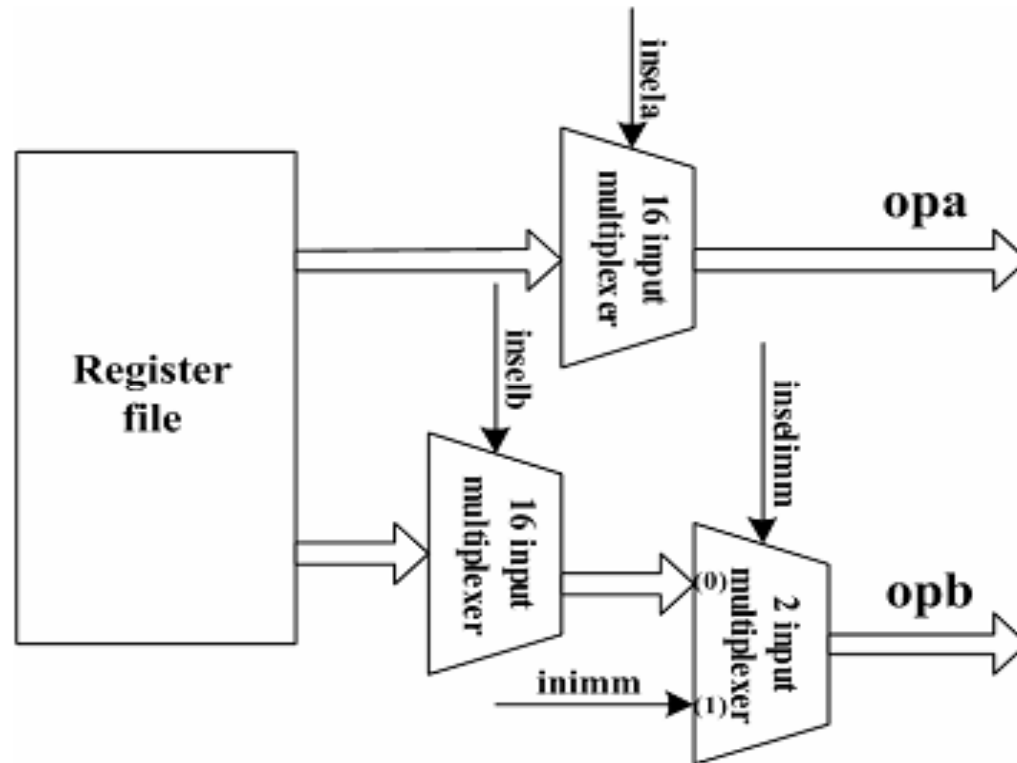 insela
16 input
multiplexer
opa
Register
file
inselb
inselimm
16 input
multiplexer
(0)
2 input
multiplexer
opb
inimm
(1)